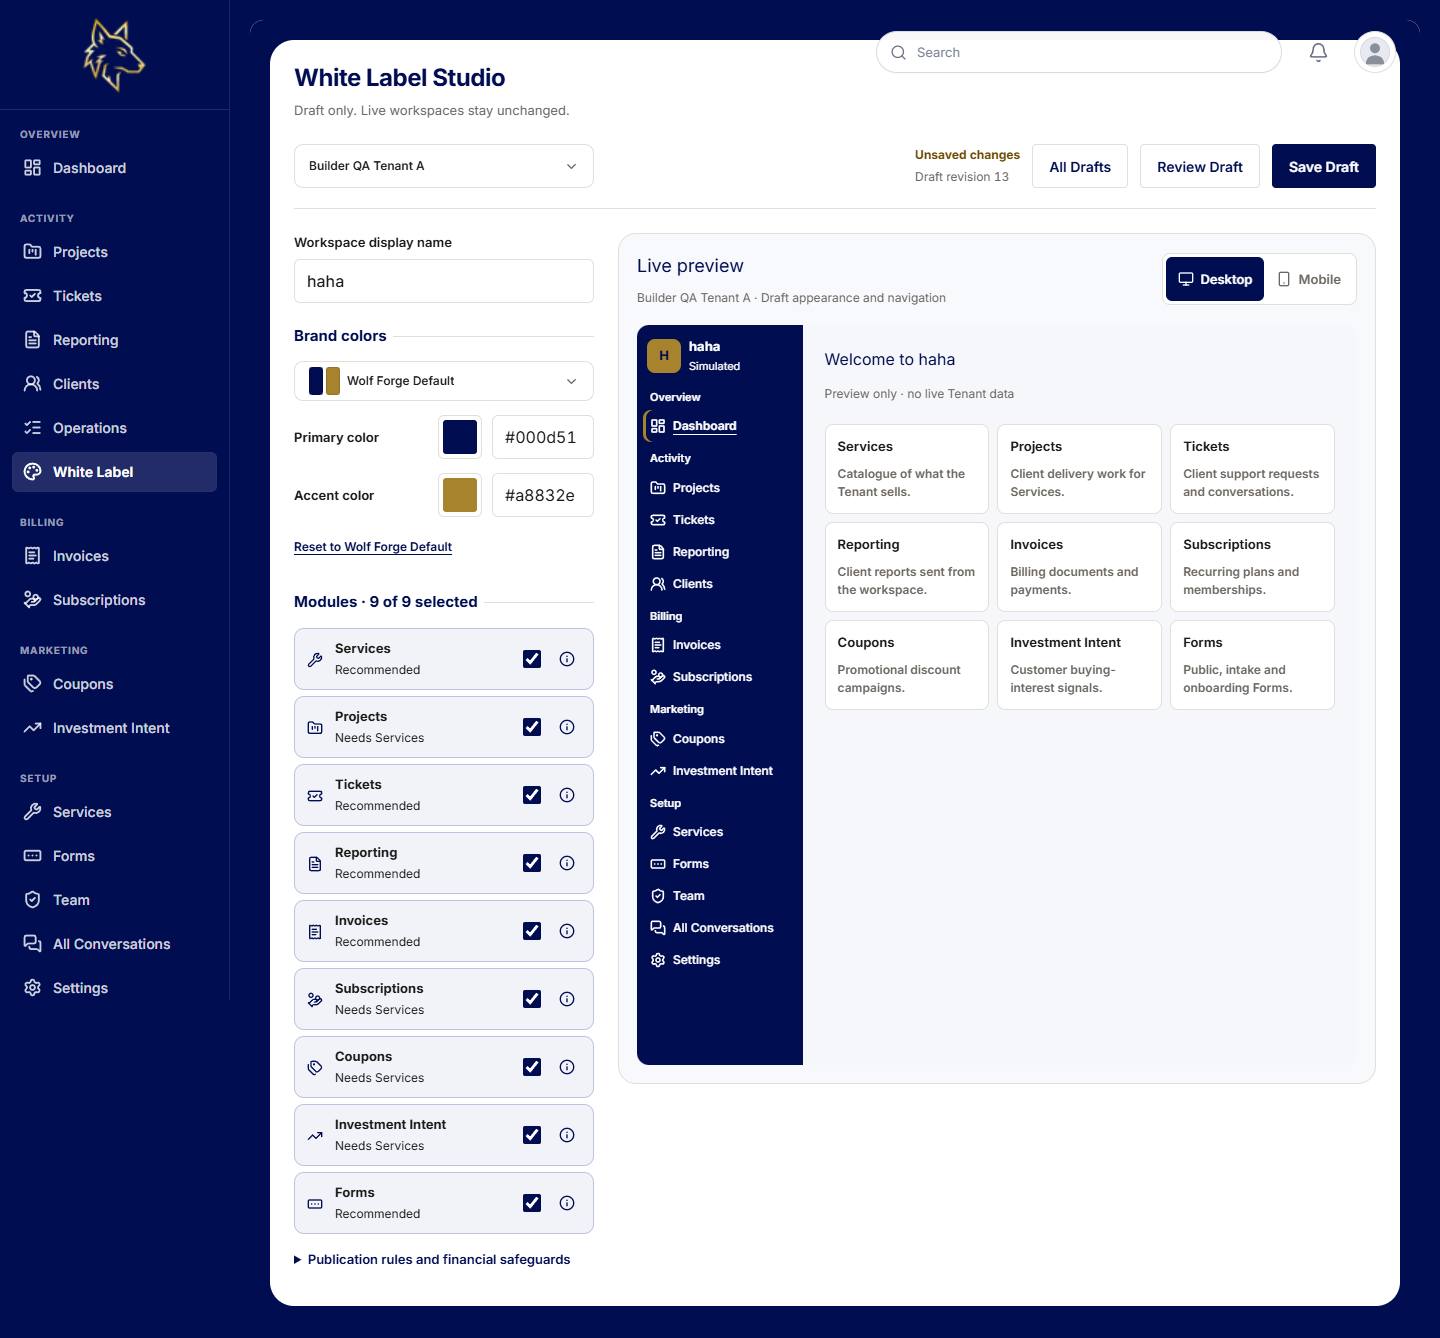 OVERVIEW
Dashboard
ACTIVITY
Projects
Tickets
Reporting
Clients
Operations
White Label
BILLING
Invoices
Subscriptions
MARKETING
Coupons
Investment Intent
SETUP
Services
Forms
Team
All Conversations
Settings
Search
White Label Studio
Draft only. Live workspaces stay unchanged.
Builder QA Tenant A
Unsaved changes
Draft revision 13
All Drafts
Review Draft
Save Draft
Workspace display name
haha
Brand colors
Wolf Forge Default
Primary color
#000d51
Accent color
#a8832e
Reset to Wolf Forge Default
Modules · 9 of 9 selected
Services
Recommended
Projects
Needs Services
Tickets
Recommended
Reporting
Recommended
Invoices
Recommended
Subscriptions
Needs Services
Coupons
Needs Services
Investment Intent
Needs Services
Forms
Recommended
Publication rules and financial safeguards
Live preview
Builder QA Tenant A · Draft appearance and navigation
Desktop
Mobile
H
haha
Simulated
Overview
Dashboard
Activity
Projects
Tickets
Reporting
Clients
Billing
Invoices
Subscriptions
Marketing
Coupons
Investment Intent
Setup
Services
Forms
Team
All Conversations
Settings
Welcome to haha
Preview only · no live Tenant data
Services
Catalogue of what the
Tenant sells.
Projects
Client delivery work for
Services.
Tickets
Client support requests
and conversations.
Reporting
Client reports sent from
the workspace.
Invoices
Billing documents and
payments.
Subscriptions
Recurring plans and
memberships.
Coupons
Promotional discount
campaigns.
Investment Intent
Customer buying-
interest signals.
Forms
Public, intake and
onboarding Forms.